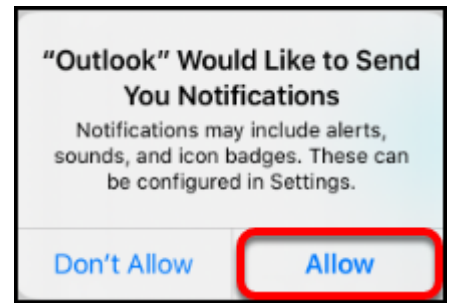 “Outlook” Would Like to Send
You Notifications
Notifications may include alerts,
sounds, and icon badges. These can
be configured in Settings.
Don't Allow
Allow